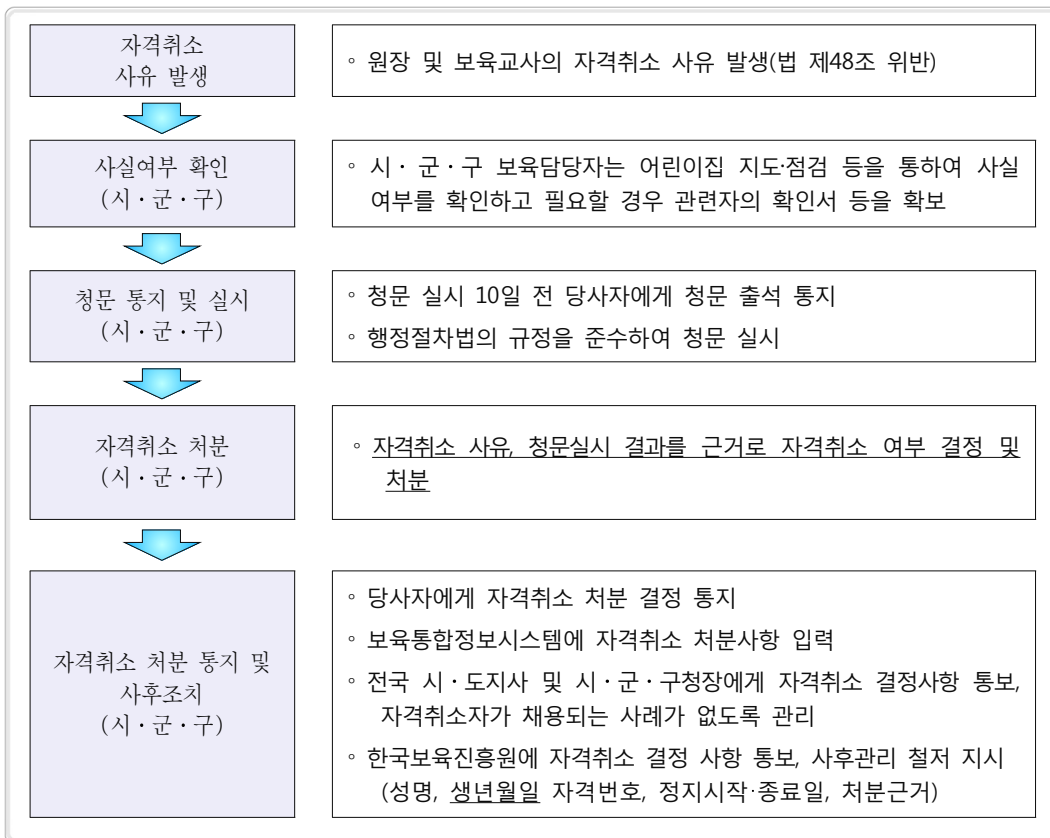 자격취소
사유 발생
◦ 원장 및 보육교사의 자격취소 사유 발생(법 제48조 위반)
사실여부 확인
(시·군·구)
◦ 시·군·구 보육담당자는 어린이집 지도·점검 등을 통하여 사실
여부를 확인하고 필요할 경우 관련자의 확인서 등을 확보
청문 통지 및 실시
(시·군·구)
◦ 청문 실시 10일 전 당사자에게 청문 출석 통지
◦ 행정절차법의 규정을 준수하여 청문 실시
자격취소 처분
(시·군·구)
◦ 자격취소 사유, 청문실시 결과를 근거로 자격취소 여부 결정 및
처분
자격취소 처분 통지 및
사후조치
(시·군·구)
◦ 당사자에게 자격취소 처분 결정 통지
◦ 보육통합정보시스템에 자격취소 처분사항 입력
◦ 전국 시·도지사 및 시·군·구청장에게 자격취소 결정사항 통보,
자격취소자가 채용되는 사례가 없도록 관리
◦ 한국보육진흥원에 자격취소 결정 사항 통보, 사후관리 철저 지시
(성명, 생년월일 자격번호, 정지시작·종료일, 처분근거)